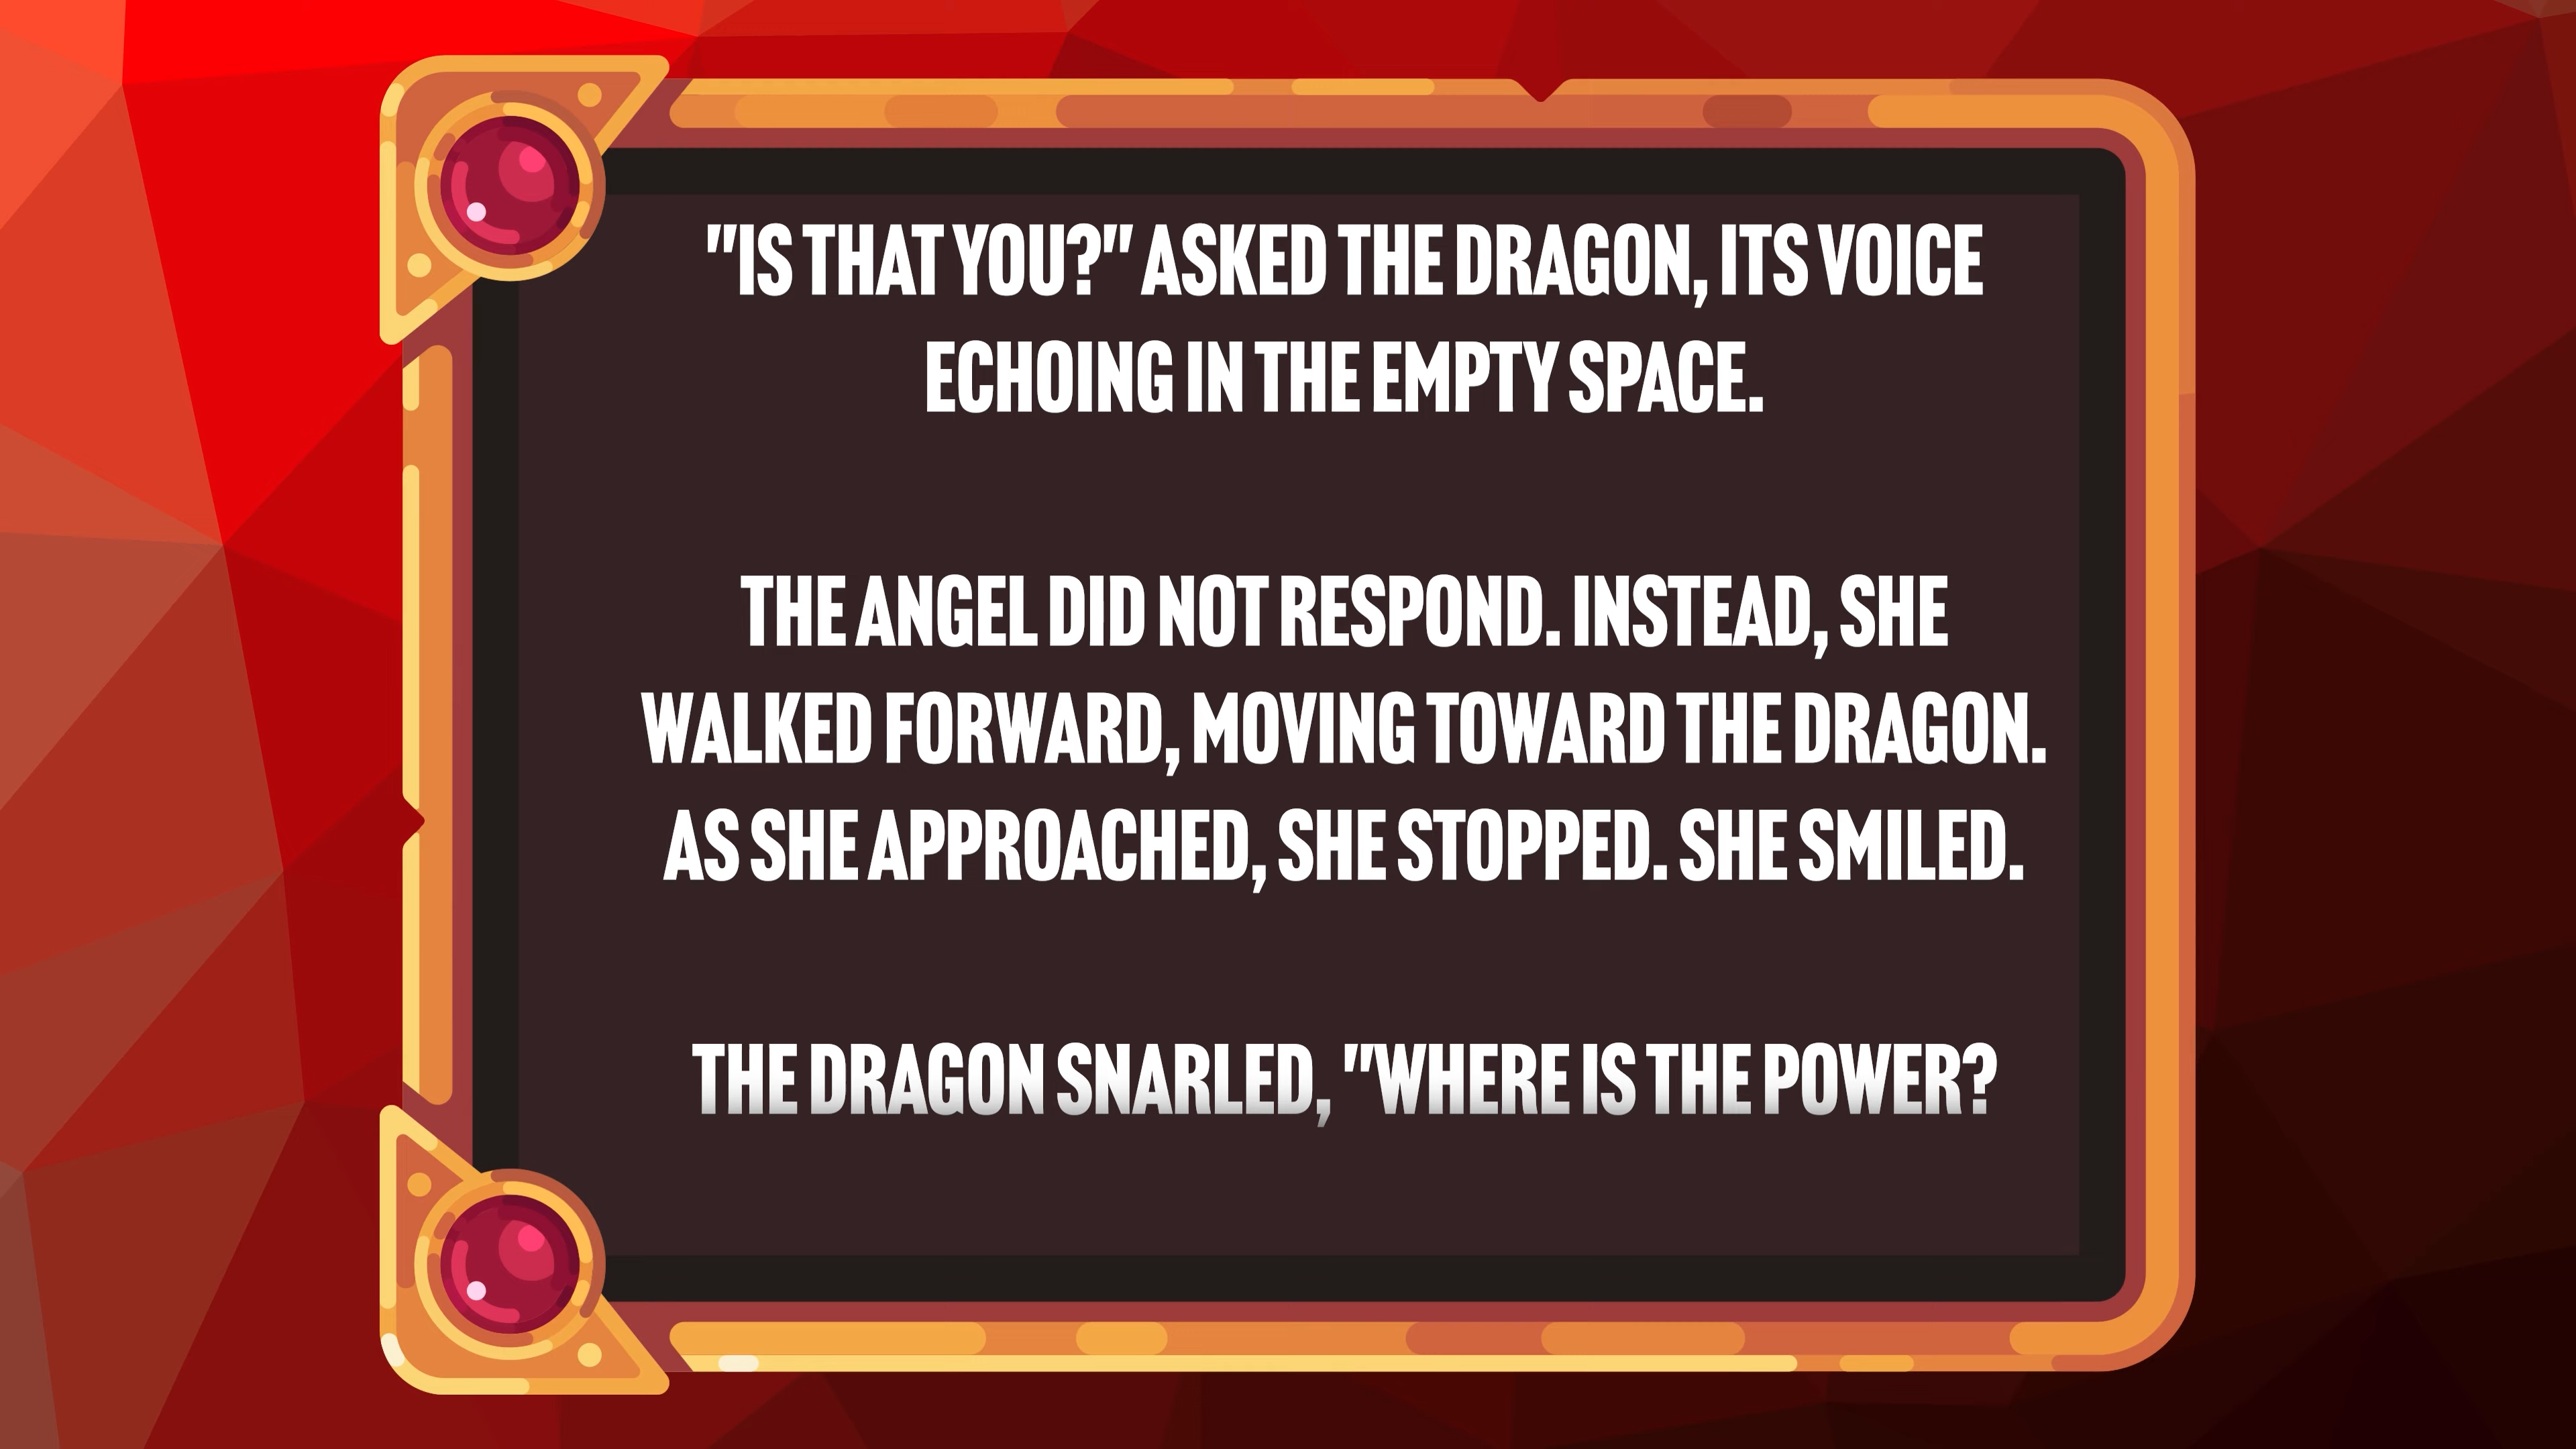 "IS THAT YOU?" ASKED THE DRAGON, ITS VOICE
ECHOING IN THE EMPTY SPACE.
THE ANGEL DID NOT RESPOND. INSTEAD, SHE
WALKED FORWARD, MOVING TOWARD THE DRAGON.
AS SHE APPROACHED, SHE STOPPED. SHE SMILED.
THE DRAGON SNARLED, "WHERE IS THE POWER?